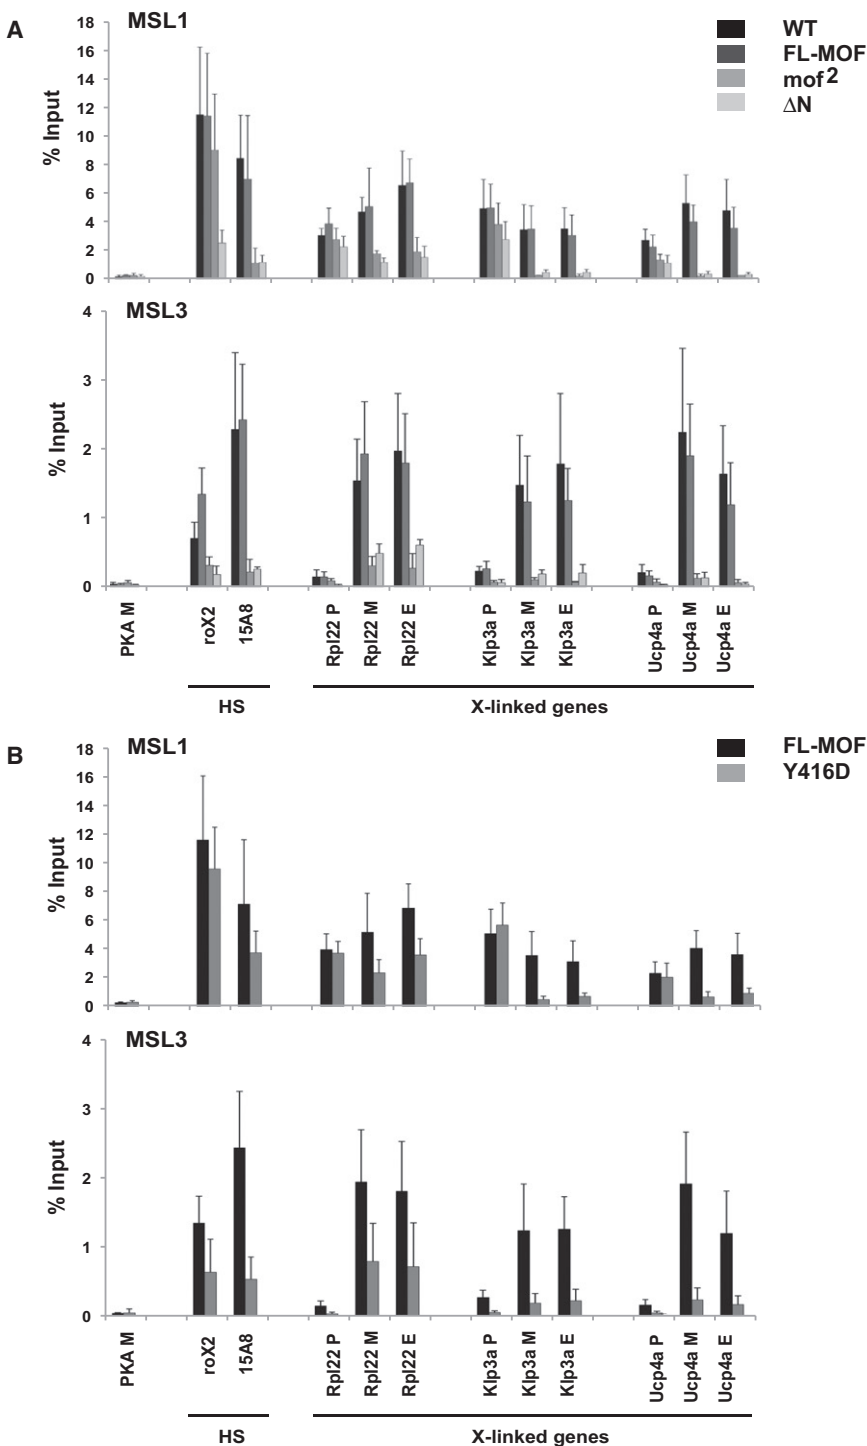 A
MSL1
WT
FL-MOF
mof 2
ΔN
% Input
18
16
14
12
10
8
6
4
2
0
MSL3
% Input
4
3
2
1
0
PKA M
roX2
15A8
Rpl22 P
Rpl22 M
Rpl22 E
Klp3a P
Klp3a M
Klp3a E
Ucp4a P
Ucp4a M
Ucp4a E
HS
X-linked genes
B
MSL1
FL-MOF
Y416D
% Input
18
16
14
12
10
8
6
4
2
0
MSL3
% Input
4
3
2
1
0
PKA M
roX2
15A8
Rpl22 P
Rpl22 M
Rpl22 E
Klp3a P
Klp3a M
Klp3a E
Ucp4a P
Ucp4a M
Ucp4a E
HS
X-linked genes